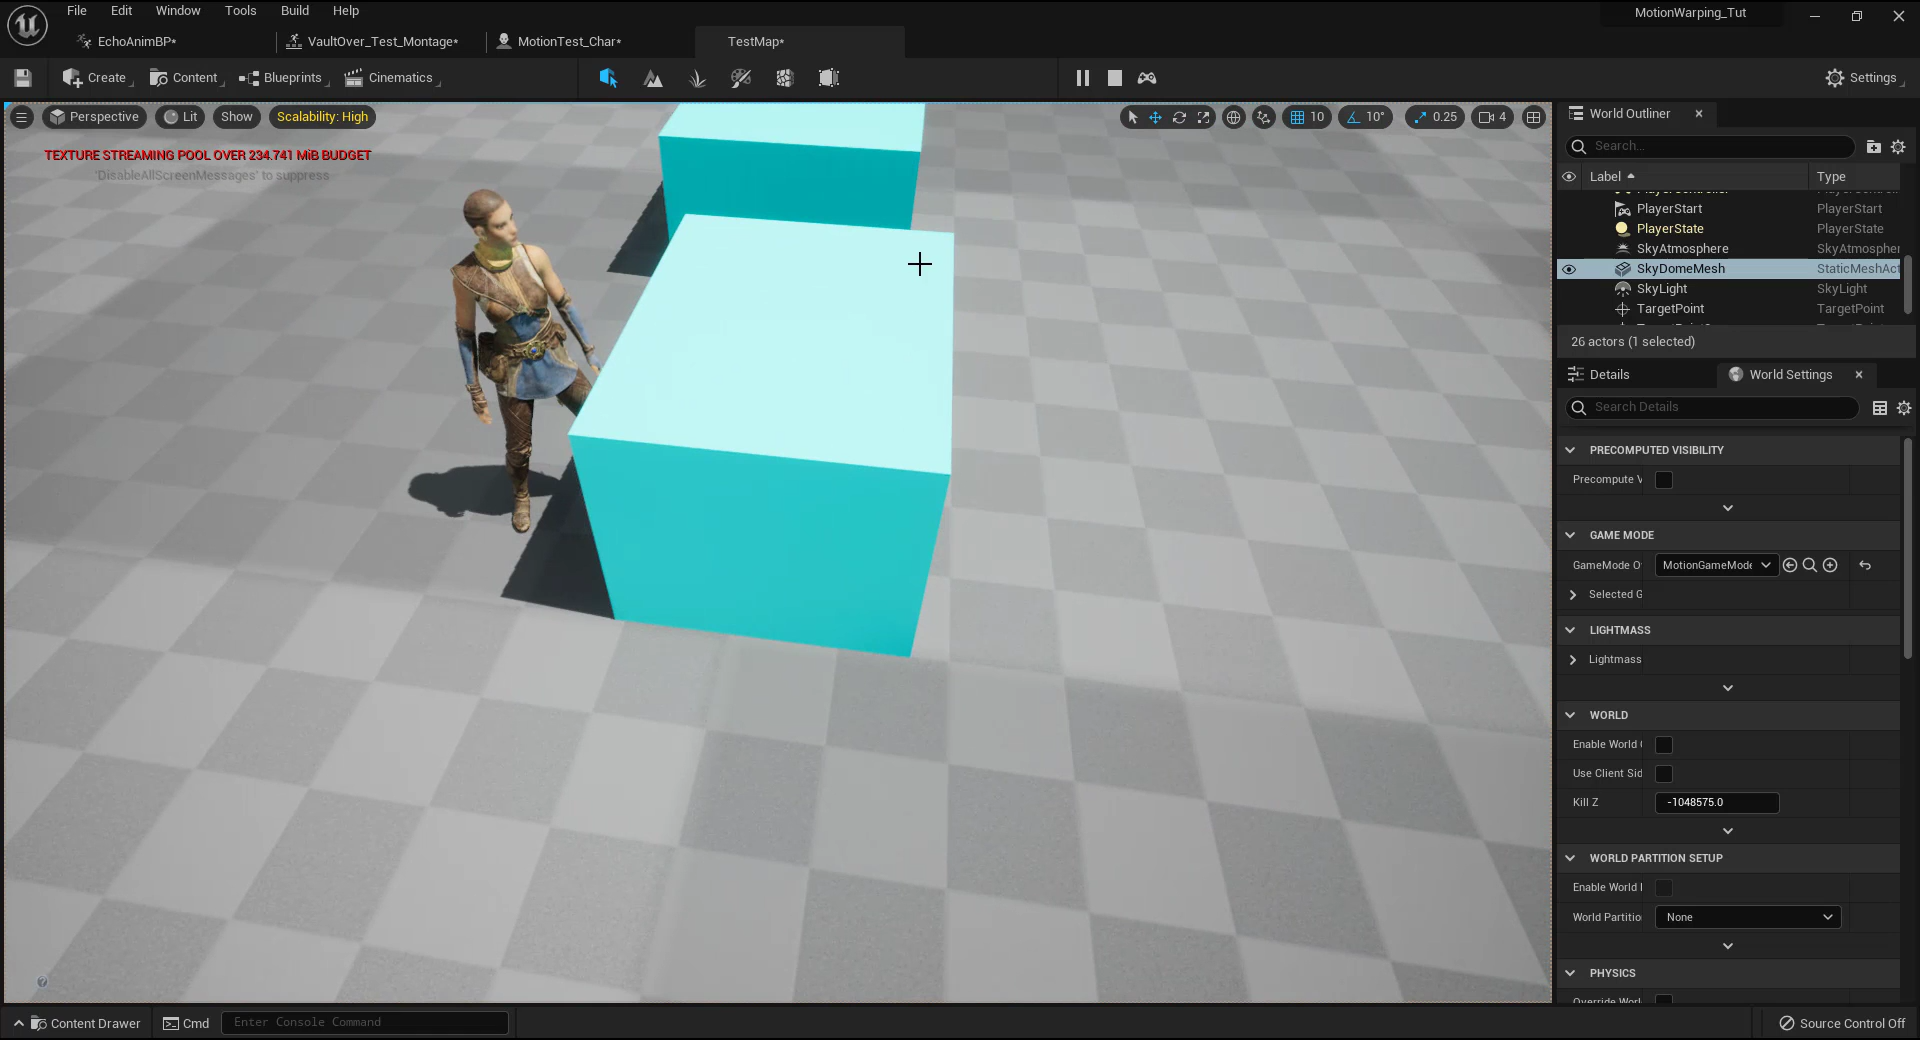 File Edit Window Tools Build Help
MotionWarping_Tut
EchoAnimBP*
VaultOver_Test_Montage*
MotionTest_Char*
TestMap*
Create
Content
Blueprints
Cinematics
Settings
Perspective
Lit
Show
Scalability: High
10
10°
0.25
4
TEXTURE STREAMING POOL OVER 234.741 MiB BUDGET
'DisableAllScreenMessages' to suppress
World Outliner
Search...
Label Type
PlayerStart PlayerStart
PlayerState PlayerState
SkyAtmosphere SkyAtmospher
SkyDomeMesh StaticMeshAct
SkyLight SkyLight
TargetPoint TargetPoint
26 actors (1 selected)
Details
World Settings
Search Details
PRECOMPUTED VISIBILITY
Precompute V
GAME MODE
GameMode O MotionGameMode
Selected G
LIGHTMASS
Lightmass
WORLD
Enable World
Use Client Sid
Kill Z -1048575.0
WORLD PARTITION SETUP
Enable World
World Partitio None
PHYSICS
Content Drawer
Cmd
Enter Console Command
Source Control Off